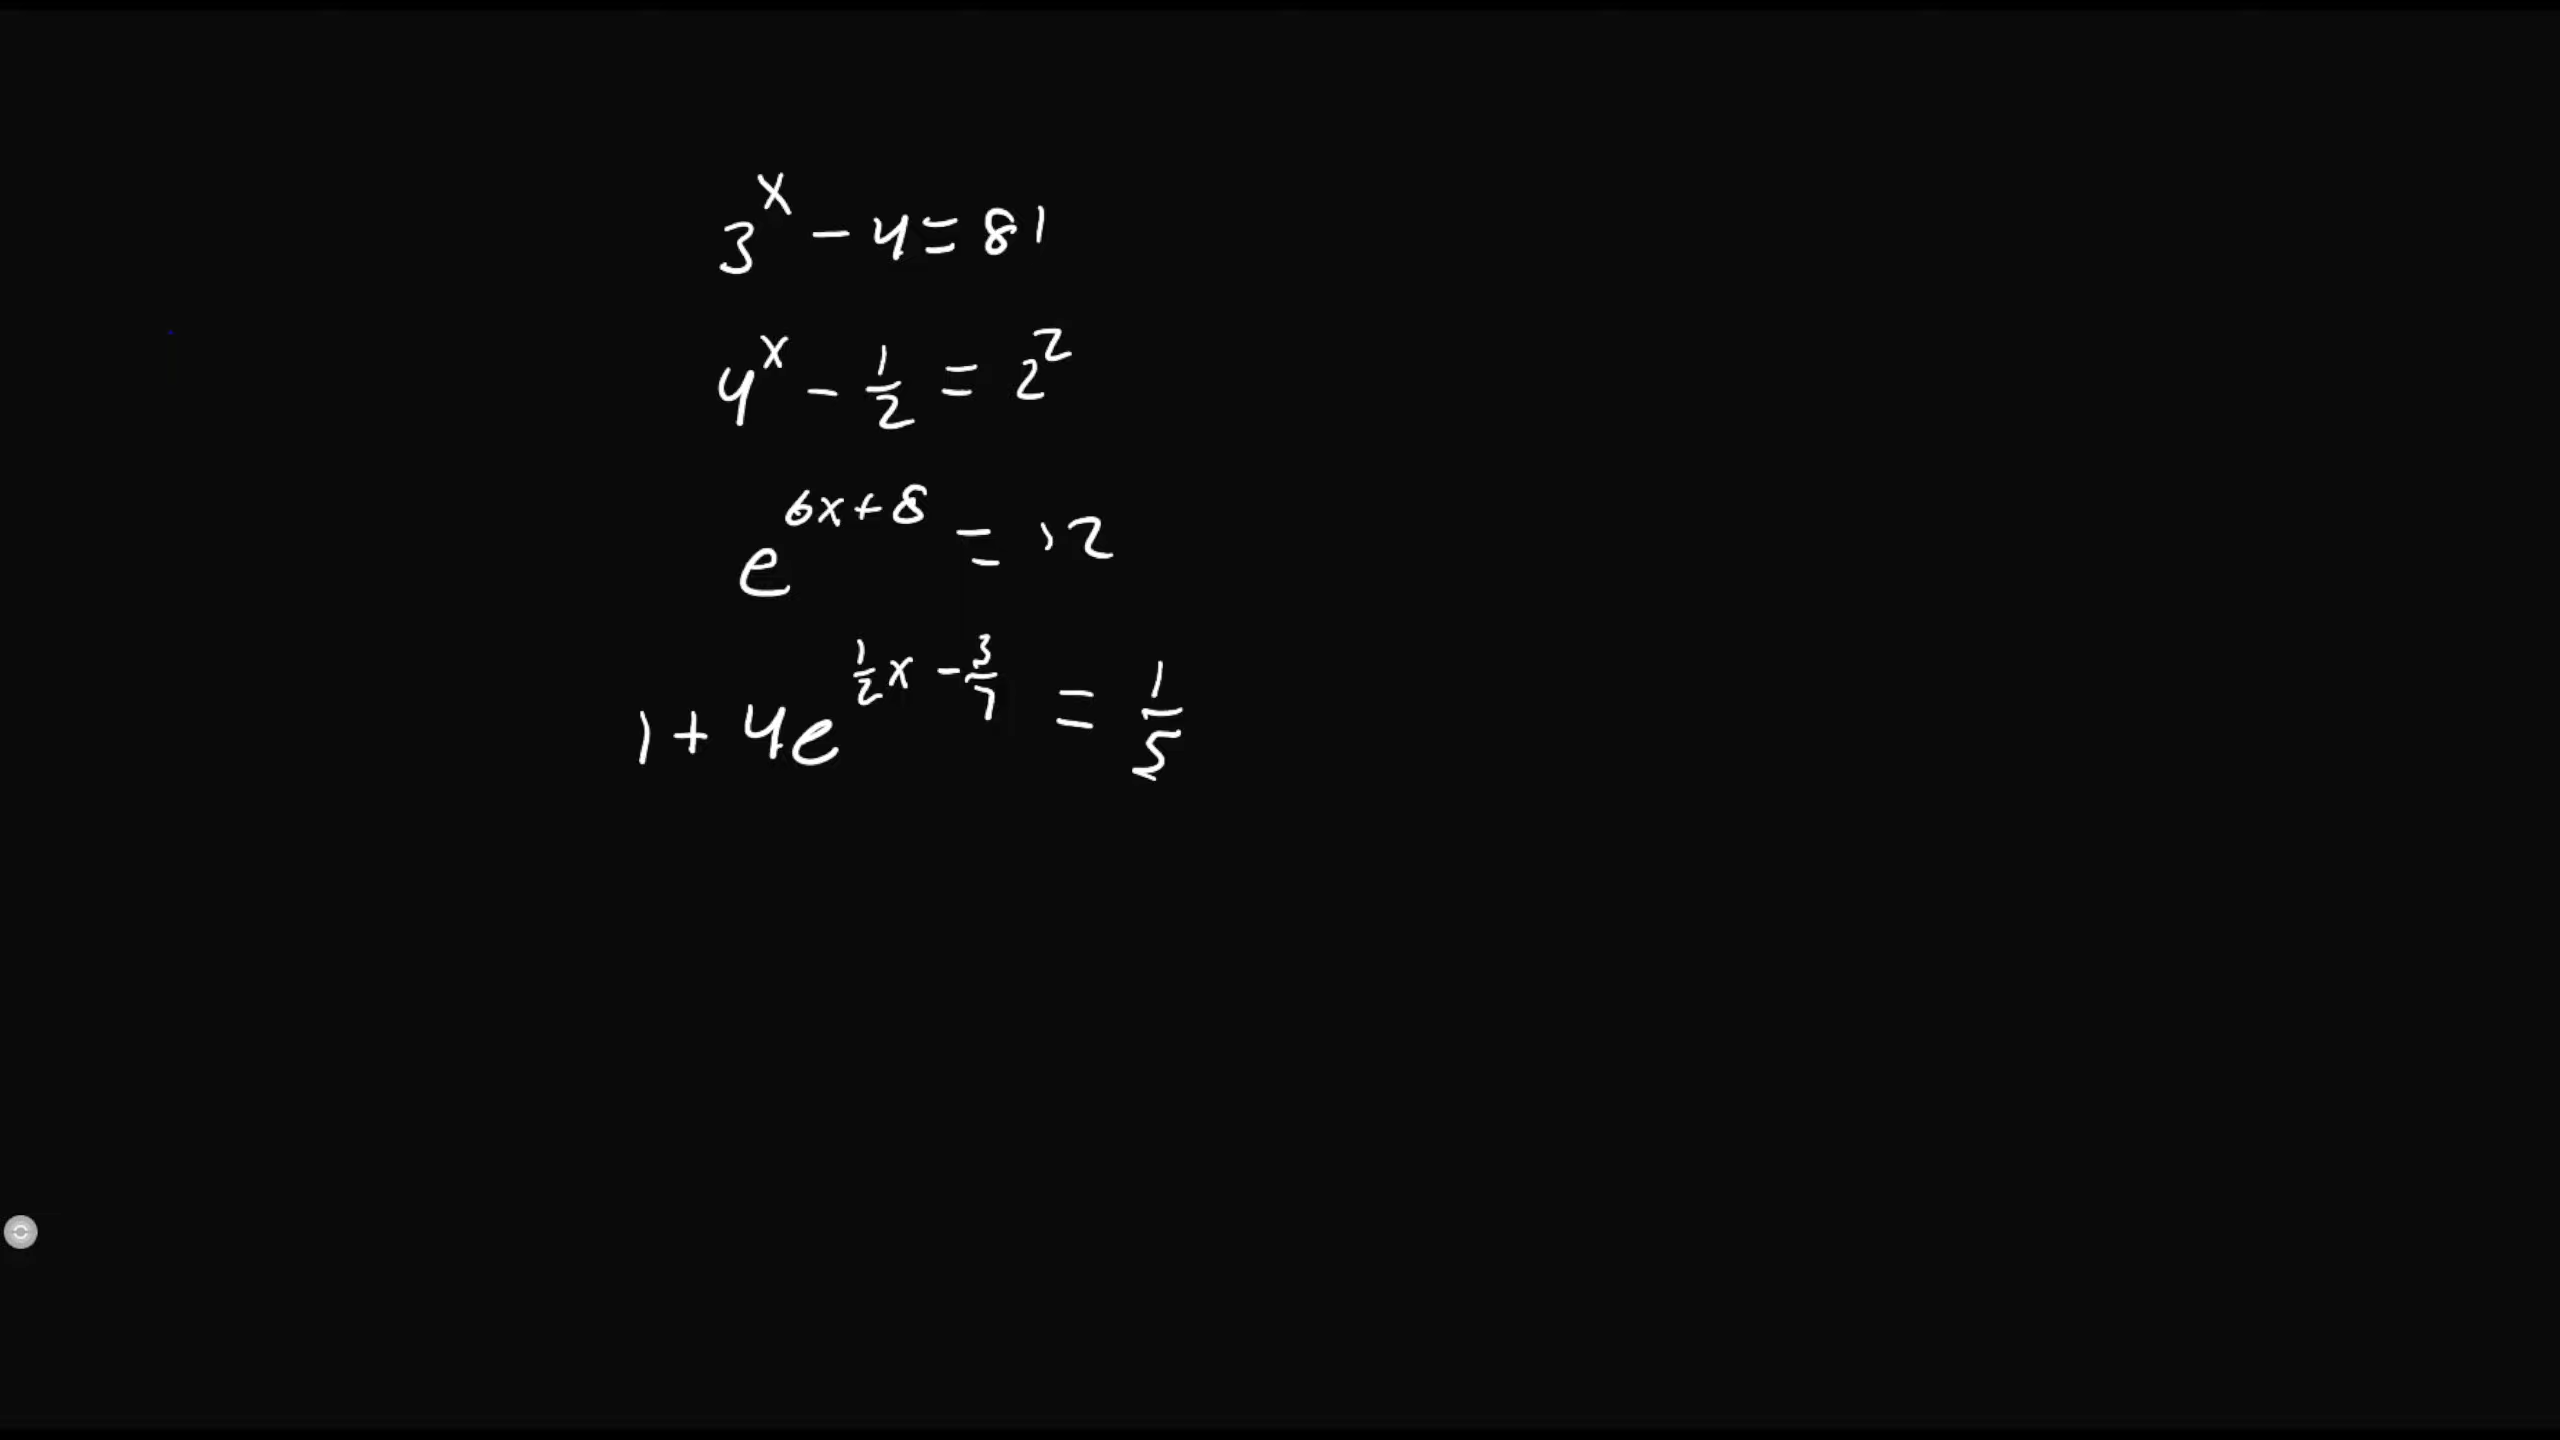 3^x - 4 = 81
4^x - 1/2 = 2^2
e^(6x+8) = 12
1 + 4e^(1/2 x - 3/7) = 1/5